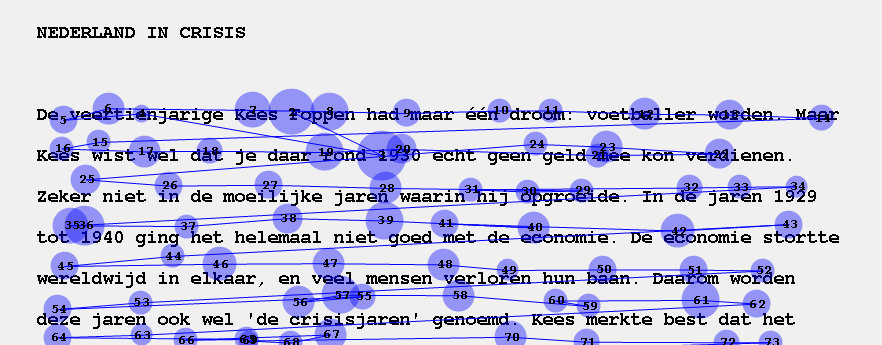 NEDERLAND IN CRISIS
De veertienjarige Kees Toppen had maar één droom: voetballer worden. Maar
Kees wist wel dat je daar rond 1930 echt geen geld mee kon verdienen.
Zeker niet in de moeilijke jaren waarin hij opgroeide. In de jaren 1929
tot 1940 ging het helemaal niet goed met de economie. De economie stortte
wereldwijd in elkaar, en veel mensen verloren hun baan. Daarom worden
deze jaren ook wel 'de crisisjaren' genoemd. Kees merkte best dat het